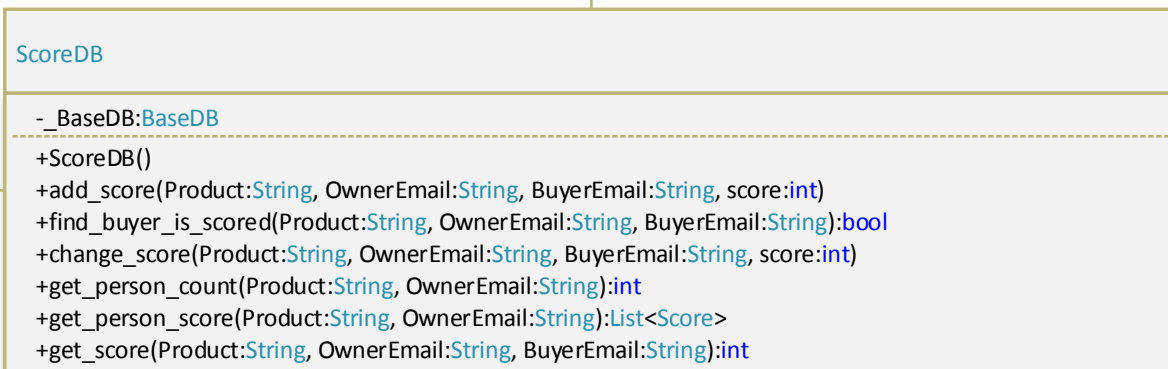 ScoreDB
-_BaseDB:BaseDB
+ScoreDB()
+add_score(Product:String, OwnerEmail:String, BuyerEmail:String, score:int)
+find_buyer_is_scored(Product:String, OwnerEmail:String, BuyerEmail:String):bool
+change_score(Product:String, OwnerEmail:String, BuyerEmail:String, score:int)
+get_person_count(Product:String, OwnerEmail:String):int
+get_person_score(Product:String, OwnerEmail:String):List<Score>
+get_score(Product:String, OwnerEmail:String, BuyerEmail:String):int